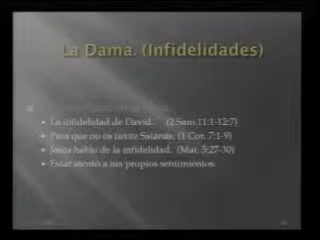 La Dama. (Infidelidades)
La infidelidad de David. (2 Sam.11:1-12:7)
Para que no os tiente Satanás. (1 Cor. 7:1-9)
Jesús hablo de la infidelidad. (Mat. 5:27-30)
Estar atento a tus propios sentimientos.